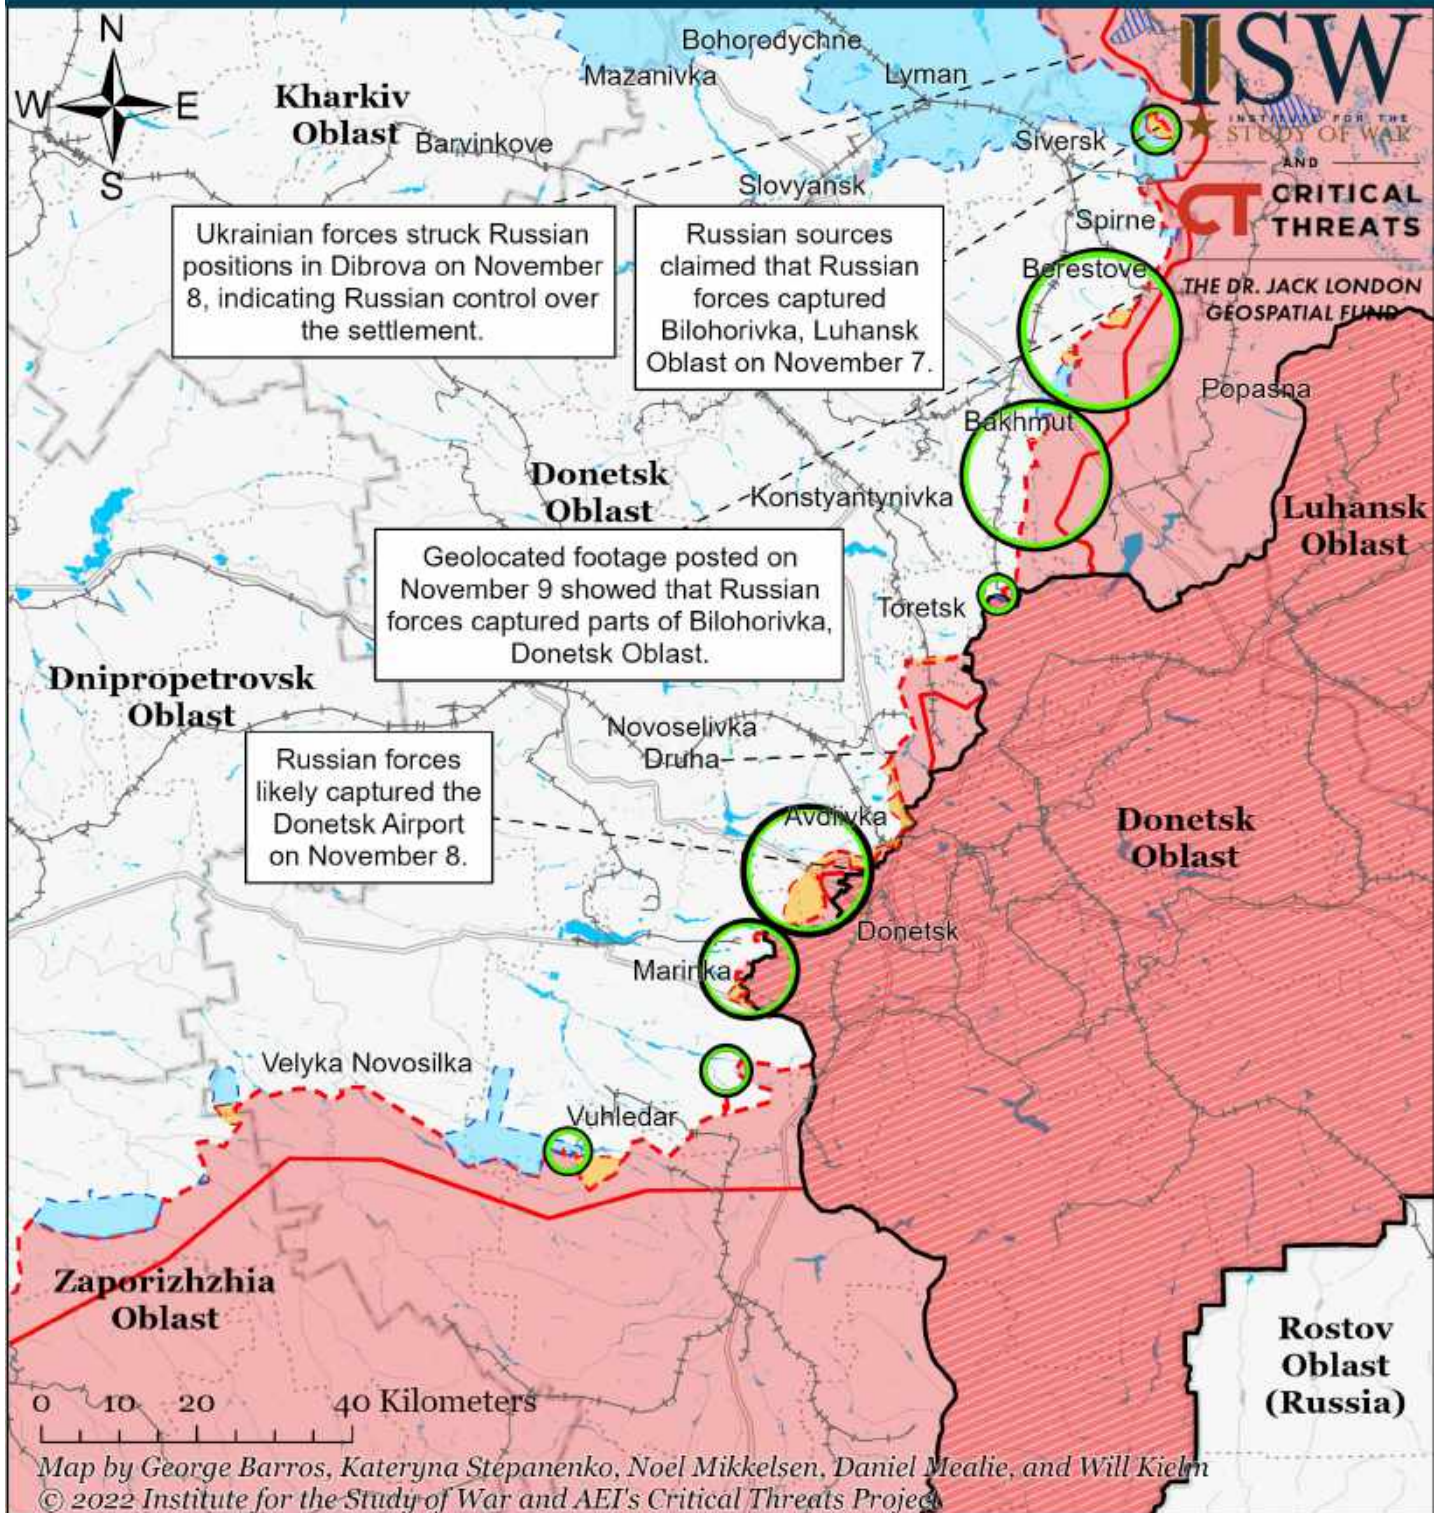 N
W
E
S
Kharkiv
Oblast
Barvinkove
Bohorodychne
Mazanivka
Lyman
Siversk
Slovyansk
Spirne
Berestove
ISW
INSTITUTE FOR THE
STUDY OF WAR
AND
CT CRITICAL
THREATS
THE DR. JACK LONDON
GEOSPATIAL FUND
Ukrainian forces struck Russian
positions in Dibrova on November
8, indicating Russian control over
the settlement.
Russian sources
claimed that Russian
forces captured
Bilohorivka, Luhansk
Oblast on November 7.
Popasna
Bakhmut
Donetsk
Oblast
Konstyantynivka
Luhansk
Oblast
Geolocated footage posted on
November 9 showed that Russian
forces captured parts of Bilohorivka,
Donetsk Oblast.
Toretsk
Dnipropetrovsk
Oblast
Novoselivka
Druha
Russian forces
likely captured the
Donetsk Airport
on November 8.
Avdiivka
Donetsk
Oblast
Donetsk
Marinka
Velyka Novosilka
Vuhledar
Zaporizhzhia
Oblast
Rostov
Oblast
(Russia)
0 10 20 40 Kilometers
Map by George Barros, Kateryna Stepanenko, Noel Mikkelsen, Daniel Mealie, and Will Kielm
© 2022 Institute for the Study of War and AEI's Critical Threats Project